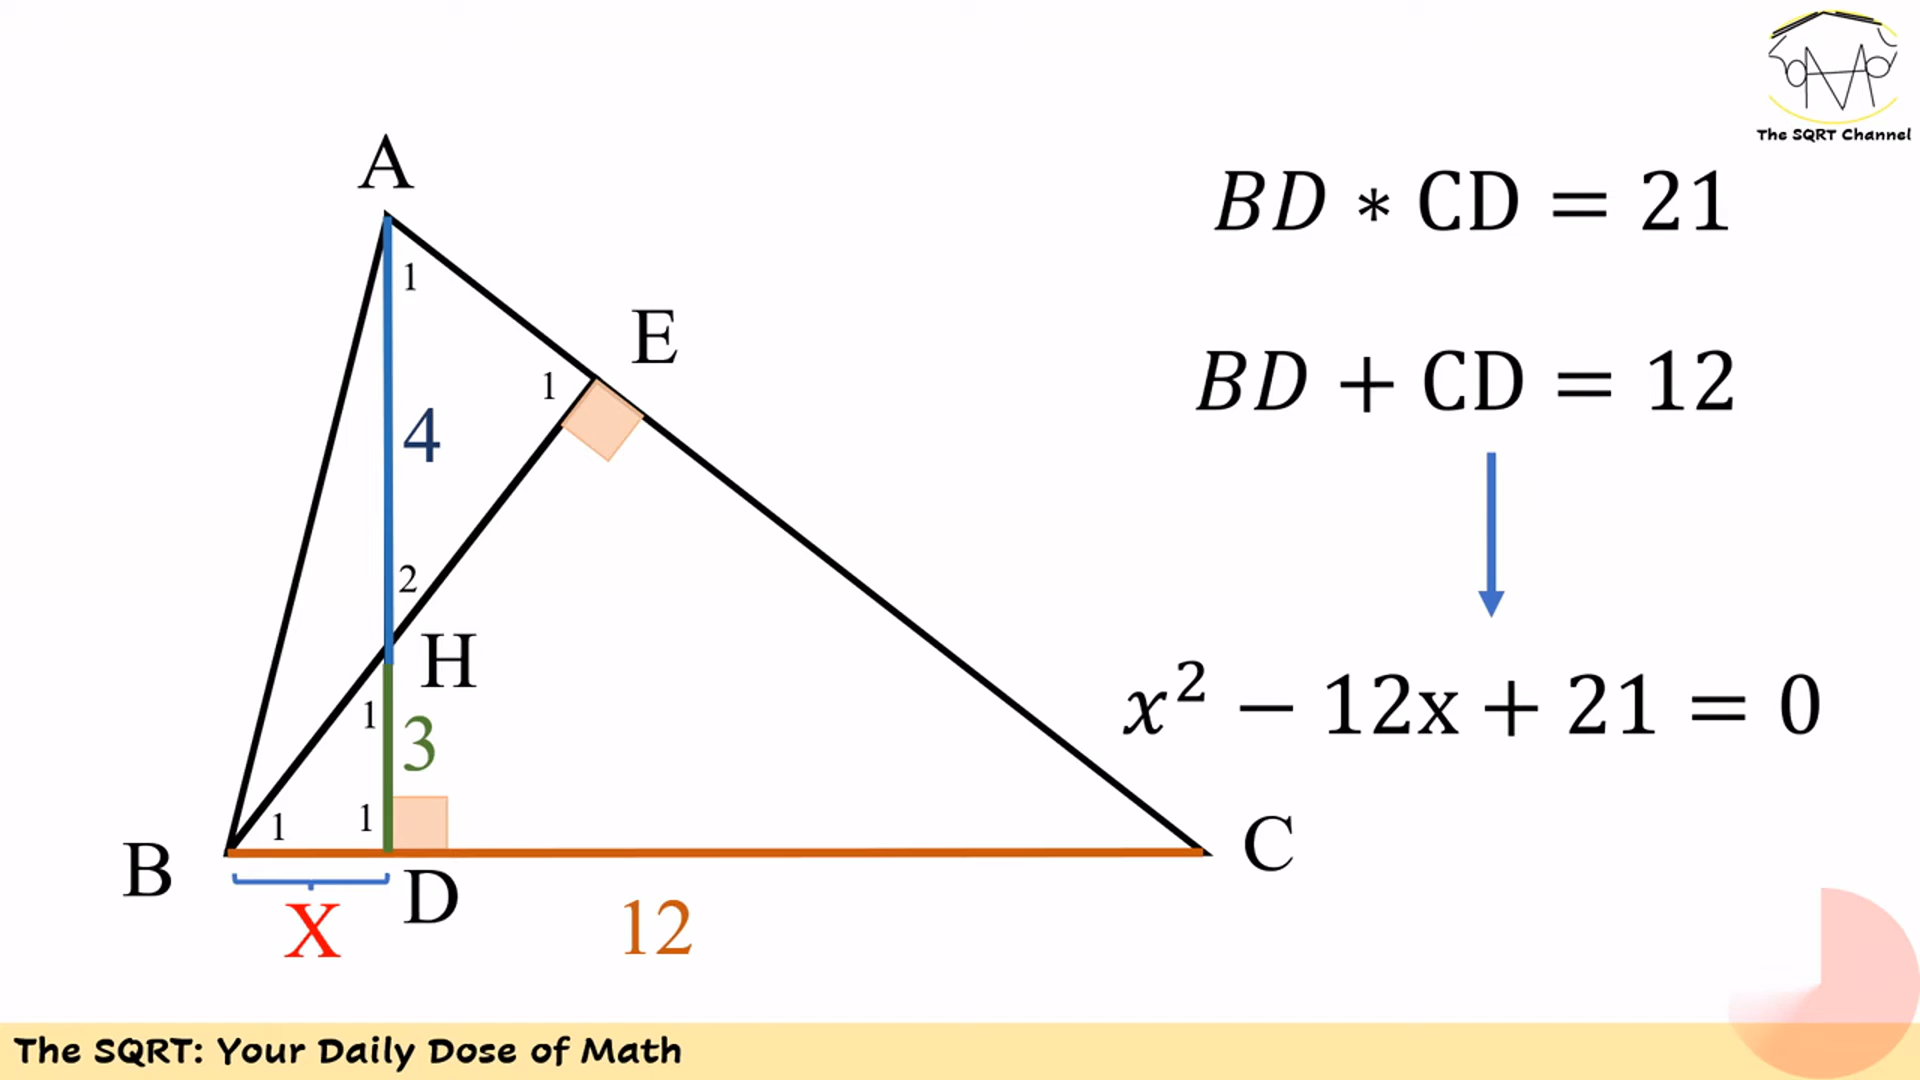 The SQRT Channel
A
BD * CD = 21
1
E
BD + CD = 12
1
4
2
H
x² − 12x + 21 = 0
1
3
1
1
B
C
D
X
12
The SQRT: Your Daily Dose of Math